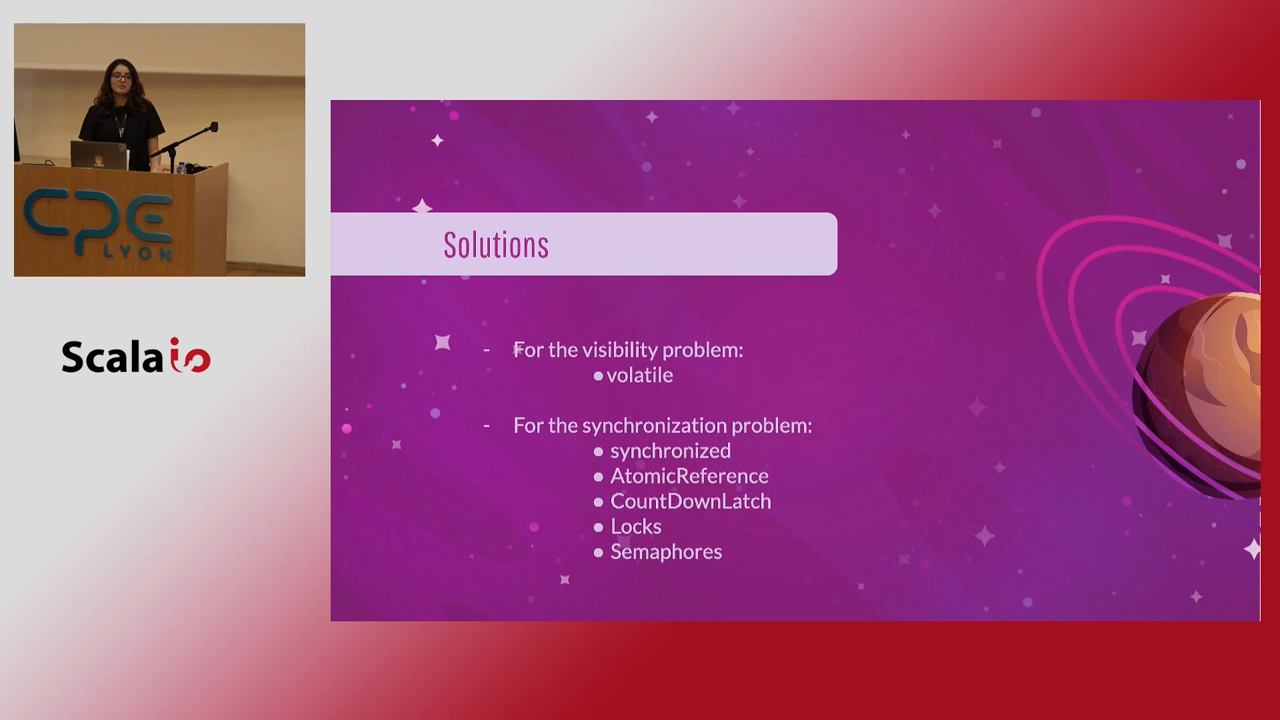 CPE
LYON
Scala io
Solutions
- For the visibility problem:
● volatile
- For the synchronization problem:
● synchronized
● AtomicReference
● CountDownLatch
● Locks
● Semaphores